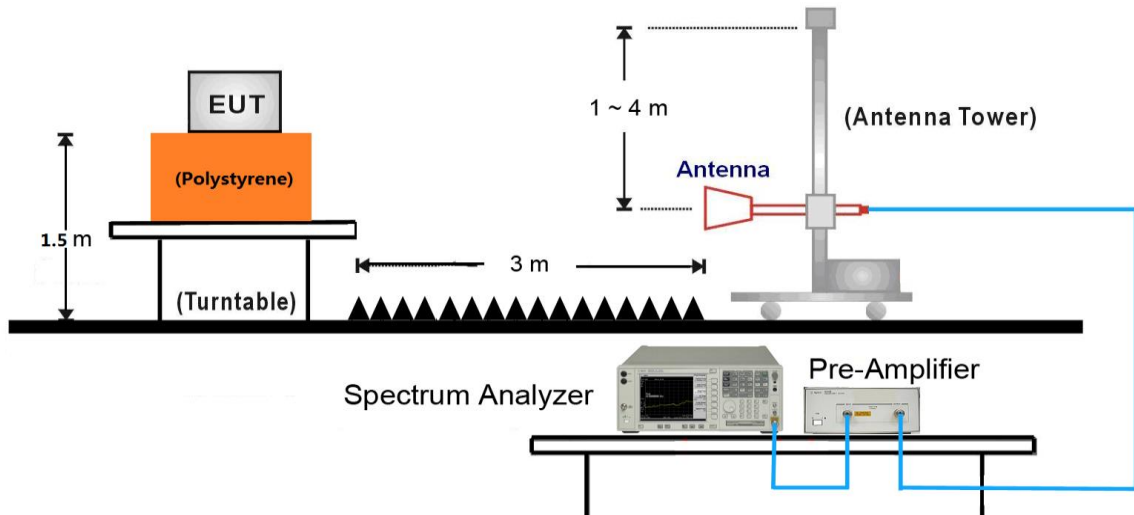 EUT
(Polystyrene)
1.5 m
(Turntable)
3 m
1 ~ 4 m
(Antenna Tower)
Antenna
Spectrum Analyzer
Pre-Amplifier